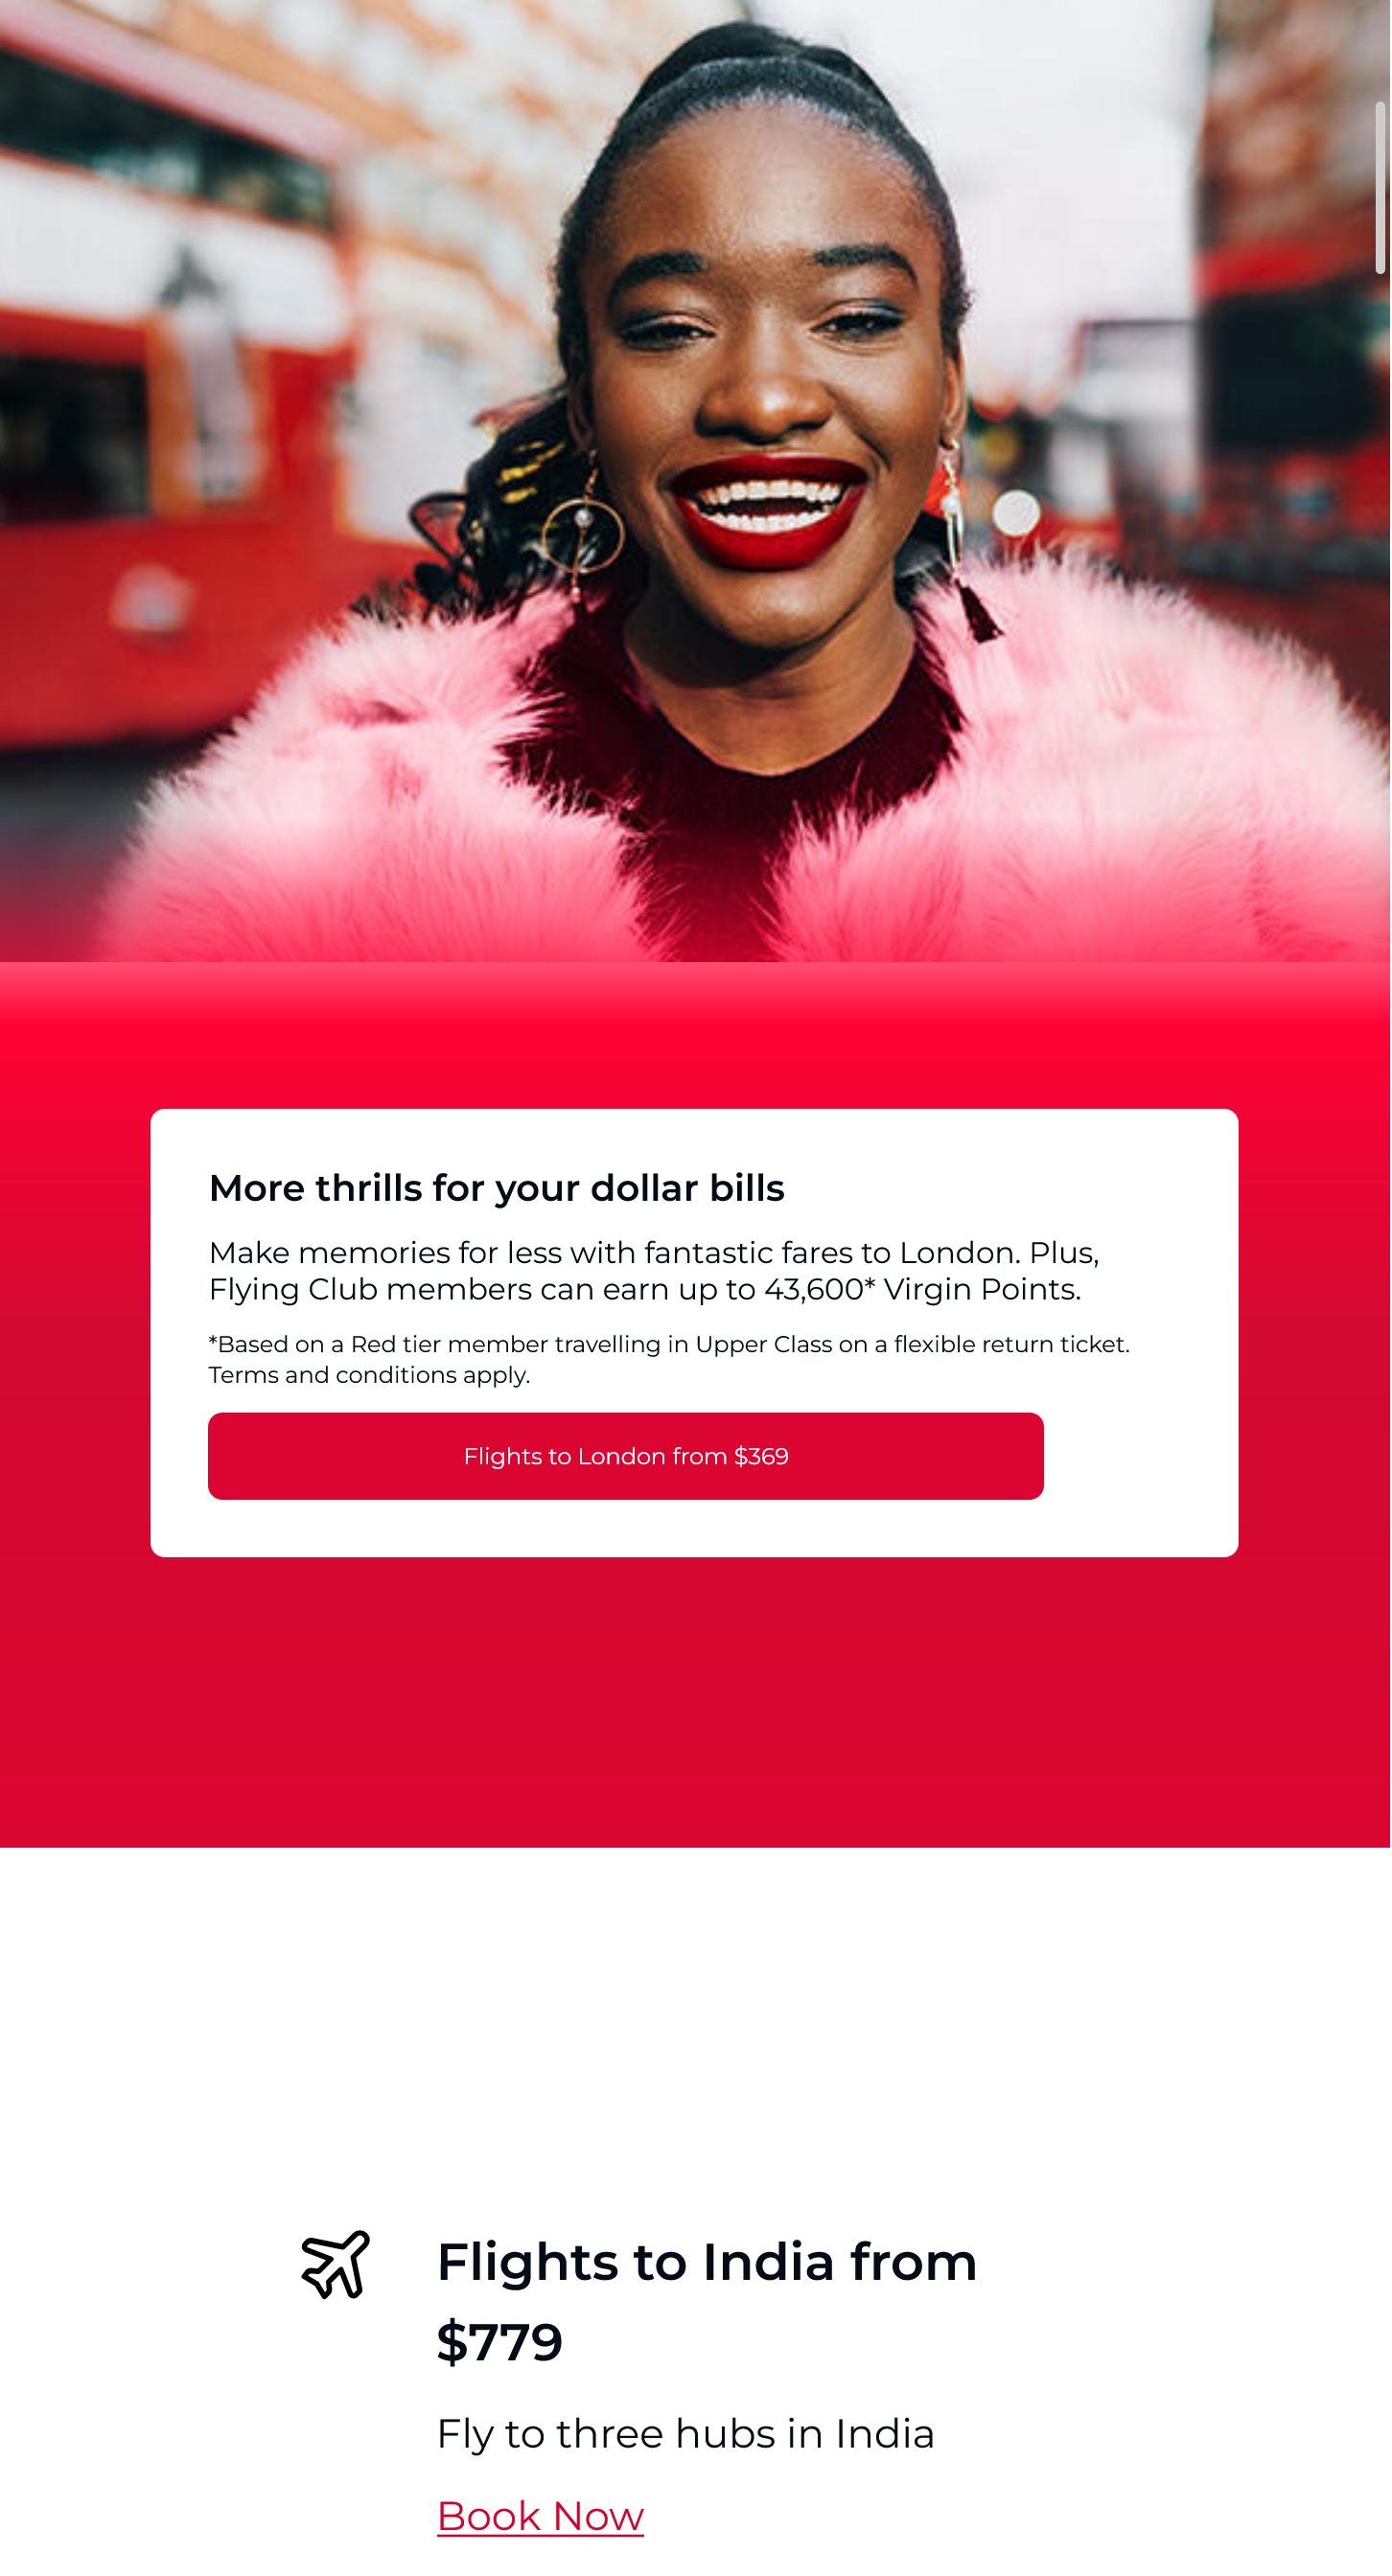 More thrills for your dollar bills
Make memories for less with fantastic fares to London. Plus,
Flying Club members can earn up to 43,600* Virgin Points.
*Based on a Red tier member travelling in Upper Class on a flexible return ticket.
Terms and conditions apply.
Flights to London from $369
Flights to India from
$779
Fly to three hubs in India
Book Now